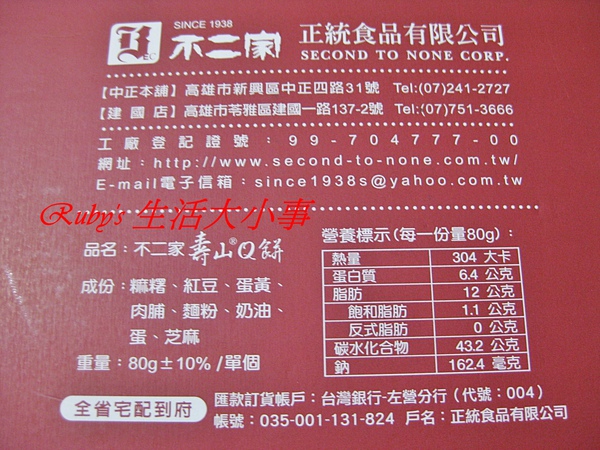 SINCE 1938
EC
不二家 正統食品有限公司
SECOND TO NONE CORP.
【中正本舖】高雄市新興區中正四路31號 Tel:(07)241-2727
【建國店】高雄市苓雅區建國一路137-2號 Tel:(07)751-3666
工廠登記證號：99-704777-00
網址：http://www.second-to-none.com.tw/
E-mail電子信箱：since1938s@yahoo.com.tw
Ruby's 生活大小事
品名：不二家 壽山®Q餅
成份：麻糬、紅豆、蛋黃、
肉脯、麵粉、奶油、
蛋、芝麻
重量：80g±10% /單個
營養標示(每一份量80g)：
熱量 304 大卡
蛋白質 6.4 公克
脂肪 12 公克
飽和脂肪 1.1 公克
反式脂肪 0 公克
碳水化合物 43.2 公克
鈉 162.4 毫克
全省宅配到府
匯款訂貨帳戶：台灣銀行-左營分行（代號：004）
帳號：035-001-131-824 戶名：正統食品有限公司